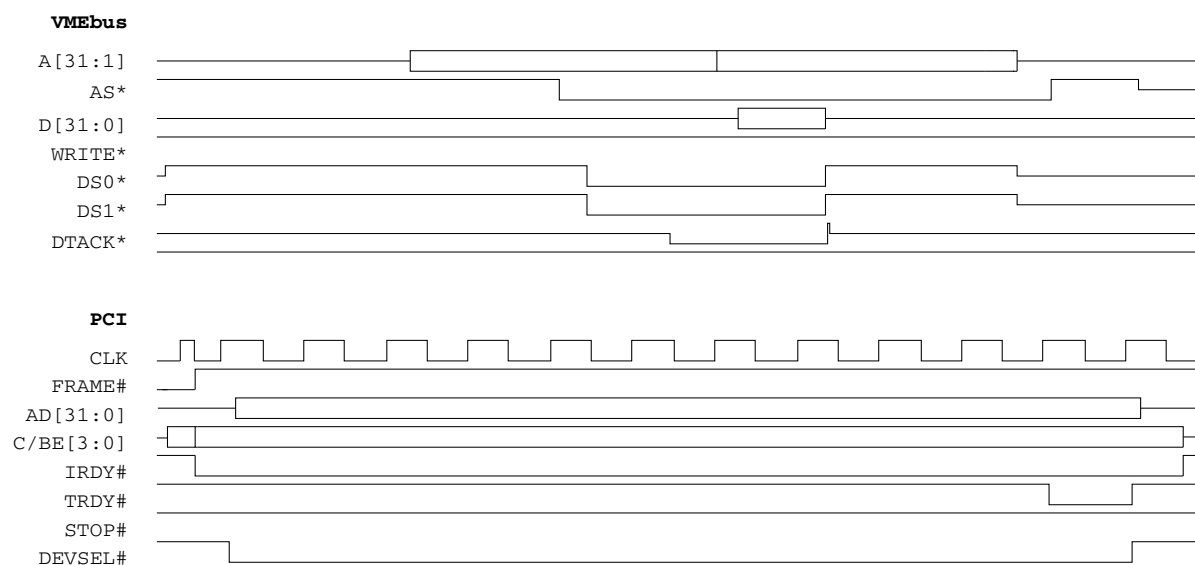 VMEbus
A[31:1]
AS*
D[31:0]
WRITE*
DS0*
DS1*
DTACK*
PCI
CLK
FRAME#
AD[31:0]
C/BE[3:0]
IRDY#
TRDY#
STOP#
DEVSEL#